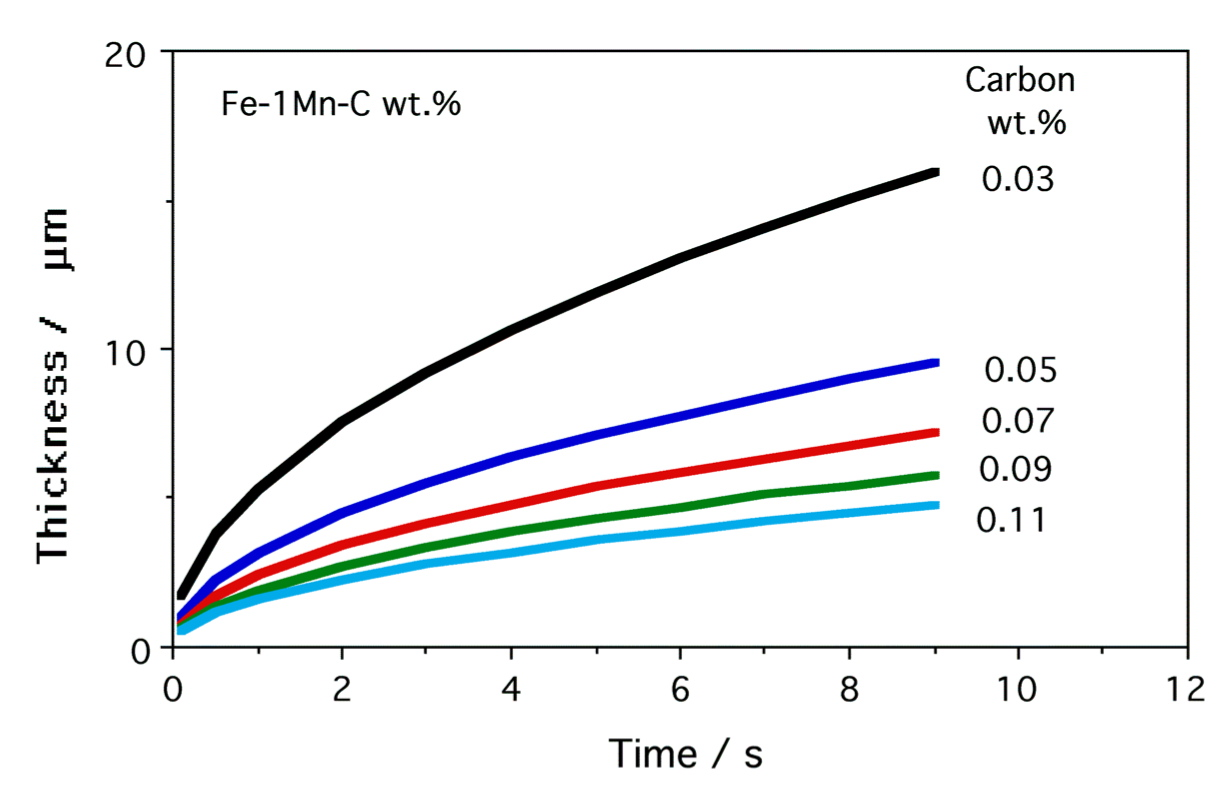 20
Fe-1Mn-C wt.%
Carbon
wt.%
0.03
Thickness / µm
10
0.05
0.07
0.09
0.11
0
0 2 4 6 8 10 12
Time / s